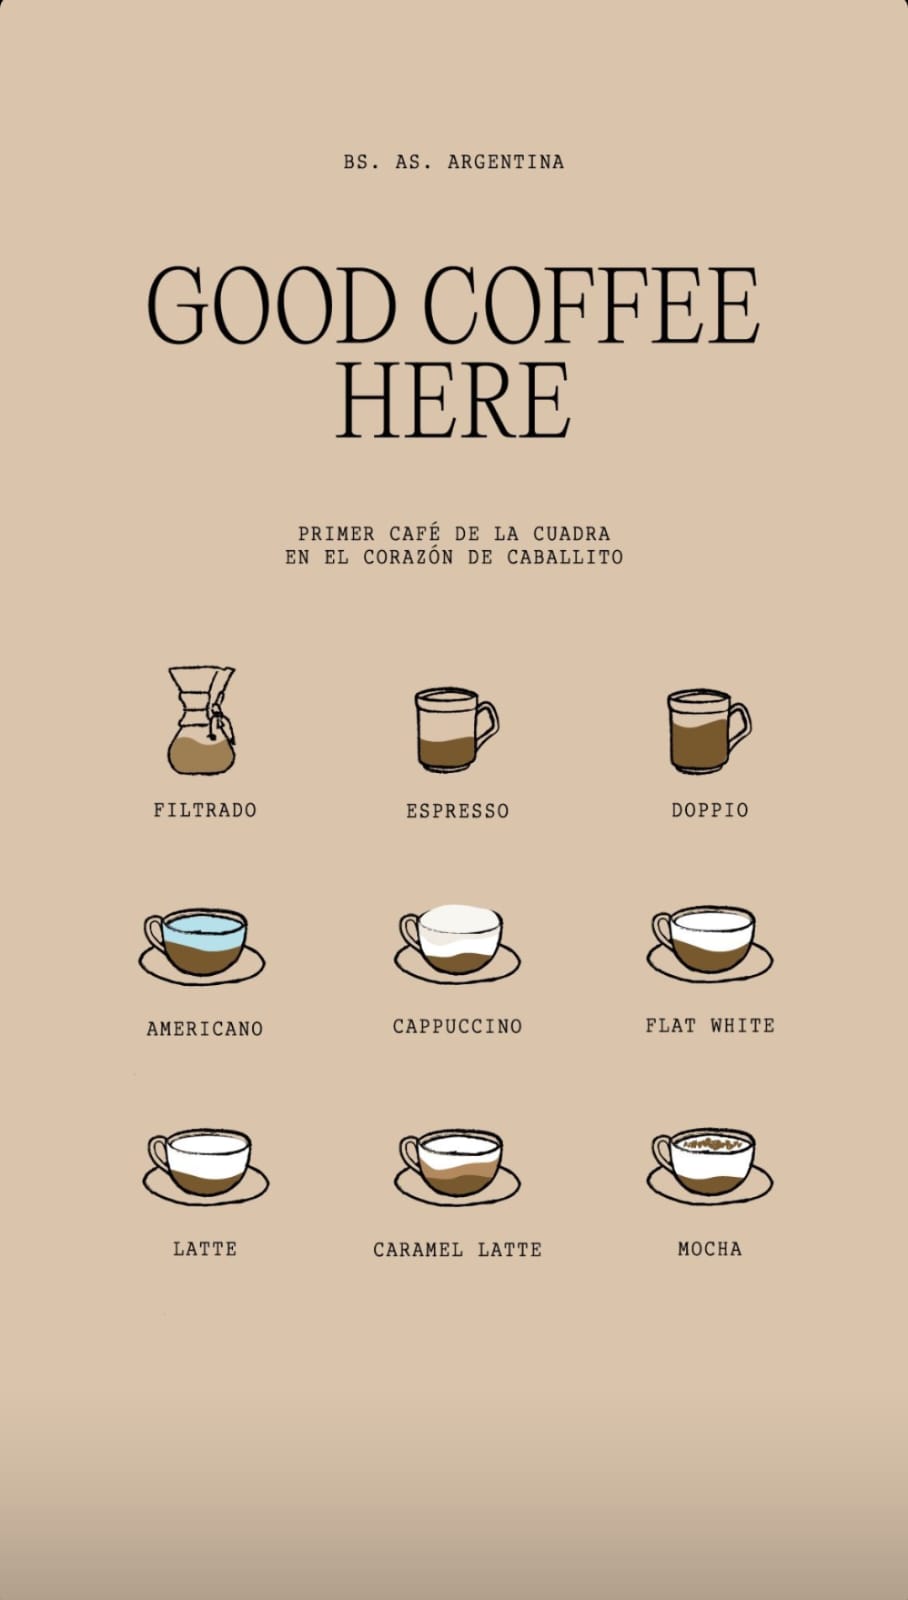 BS. AS. ARGENTINA
GOOD COFFEE
HERE
PRIMER CAFÉ DE LA CUADRA
EN EL CORAZÓN DE CABALLITO
FILTRADO
ESPRESSO
DOPPIO
AMERICANO
CAPPUCCINO
FLAT WHITE
LATTE
CARAMEL LATTE
MOCHA